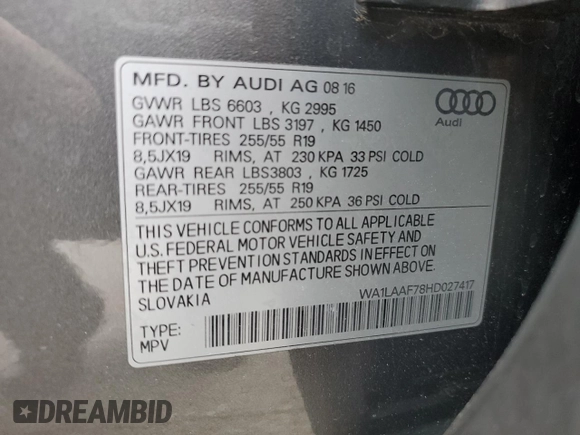 MFD. BY AUDI AG 08 16
GVWR LBS 6603 , KG 2995
GAWR FRONT LBS 3197 , KG 1450
FRONT-TIRES 255/55 R19
8,5JX19 RIMS, AT 230 KPA 33 PSI COLD
GAWR REAR LBS3803 , KG 1725
REAR-TIRES 255/55 R19
8,5JX19 RIMS, AT 250 KPA 36 PSI COLD
Audi
THIS VEHICLE CONFORMS TO ALL APPLICABLE
U.S. FEDERAL MOTOR VEHICLE SAFETY AND
THEFT PREVENTION STANDARDS IN EFFECT ON
THE DATE OF MANUFACTURE SHOWN ABOVE.
SLOVAKIA
WA1LAAF78HD027417
TYPE:
MPV
DREAMBID